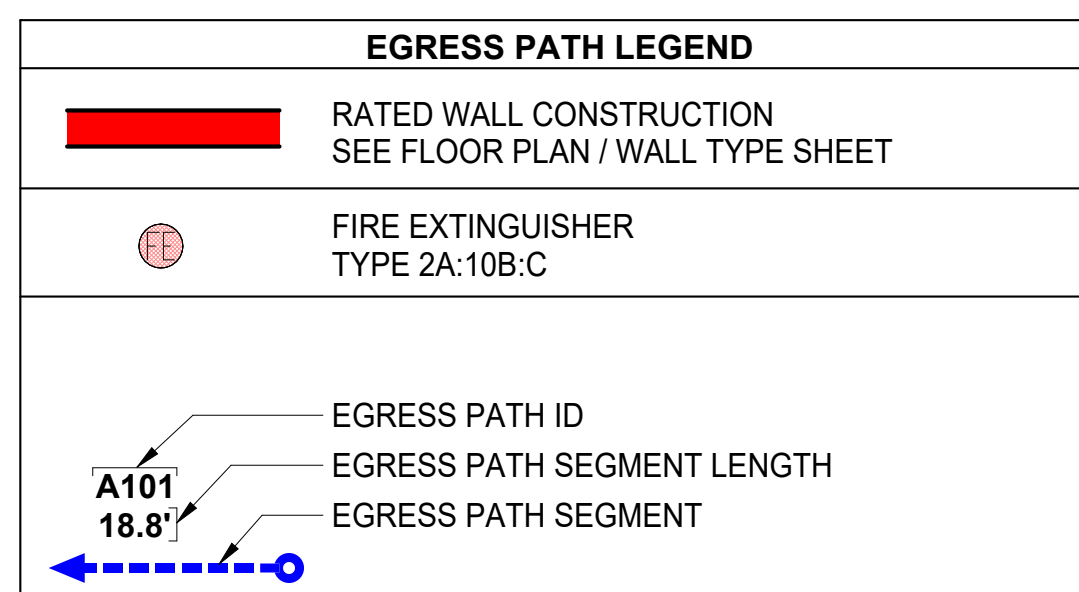 EGRESS PATH LEGEND
RATED WALL CONSTRUCTION
SEE FLOOR PLAN / WALL TYPE SHEET
FE
FIRE EXTINGUISHER
TYPE 2A:10B:C
EGRESS PATH ID
EGRESS PATH SEGMENT LENGTH
A101
18.8'
EGRESS PATH SEGMENT